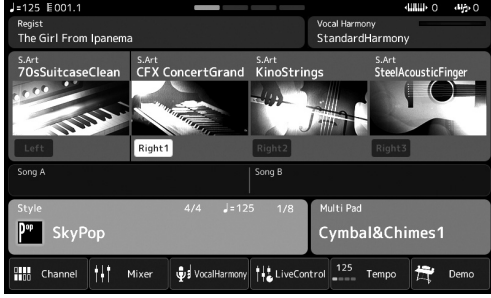 ♩=125 001.1 0 0
Regist
The Girl From Ipanema
Vocal Harmony
StandardHarmony
S.Art
70sSuitcaseClean
S.Art
CFX ConcertGrand
S.Art
KinoStrings
S.Art
SteelAcousticFinger
Left
Right1
Right2
Right3
Song A
Song B
Style
4/4 ♩=125 1/8
Pop
SkyPop
Multi Pad
Cymbal&Chimes1
Channel
Mixer
VocalHarmony
LiveControl
125
Tempo
Demo